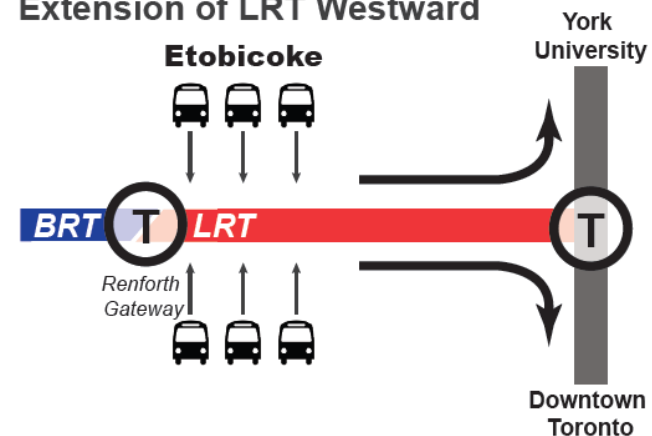 Extension of LRT Westward
York
University
Etobicoke
BRT
T
LRT
T
Renforth
Gateway
Downtown
Toronto